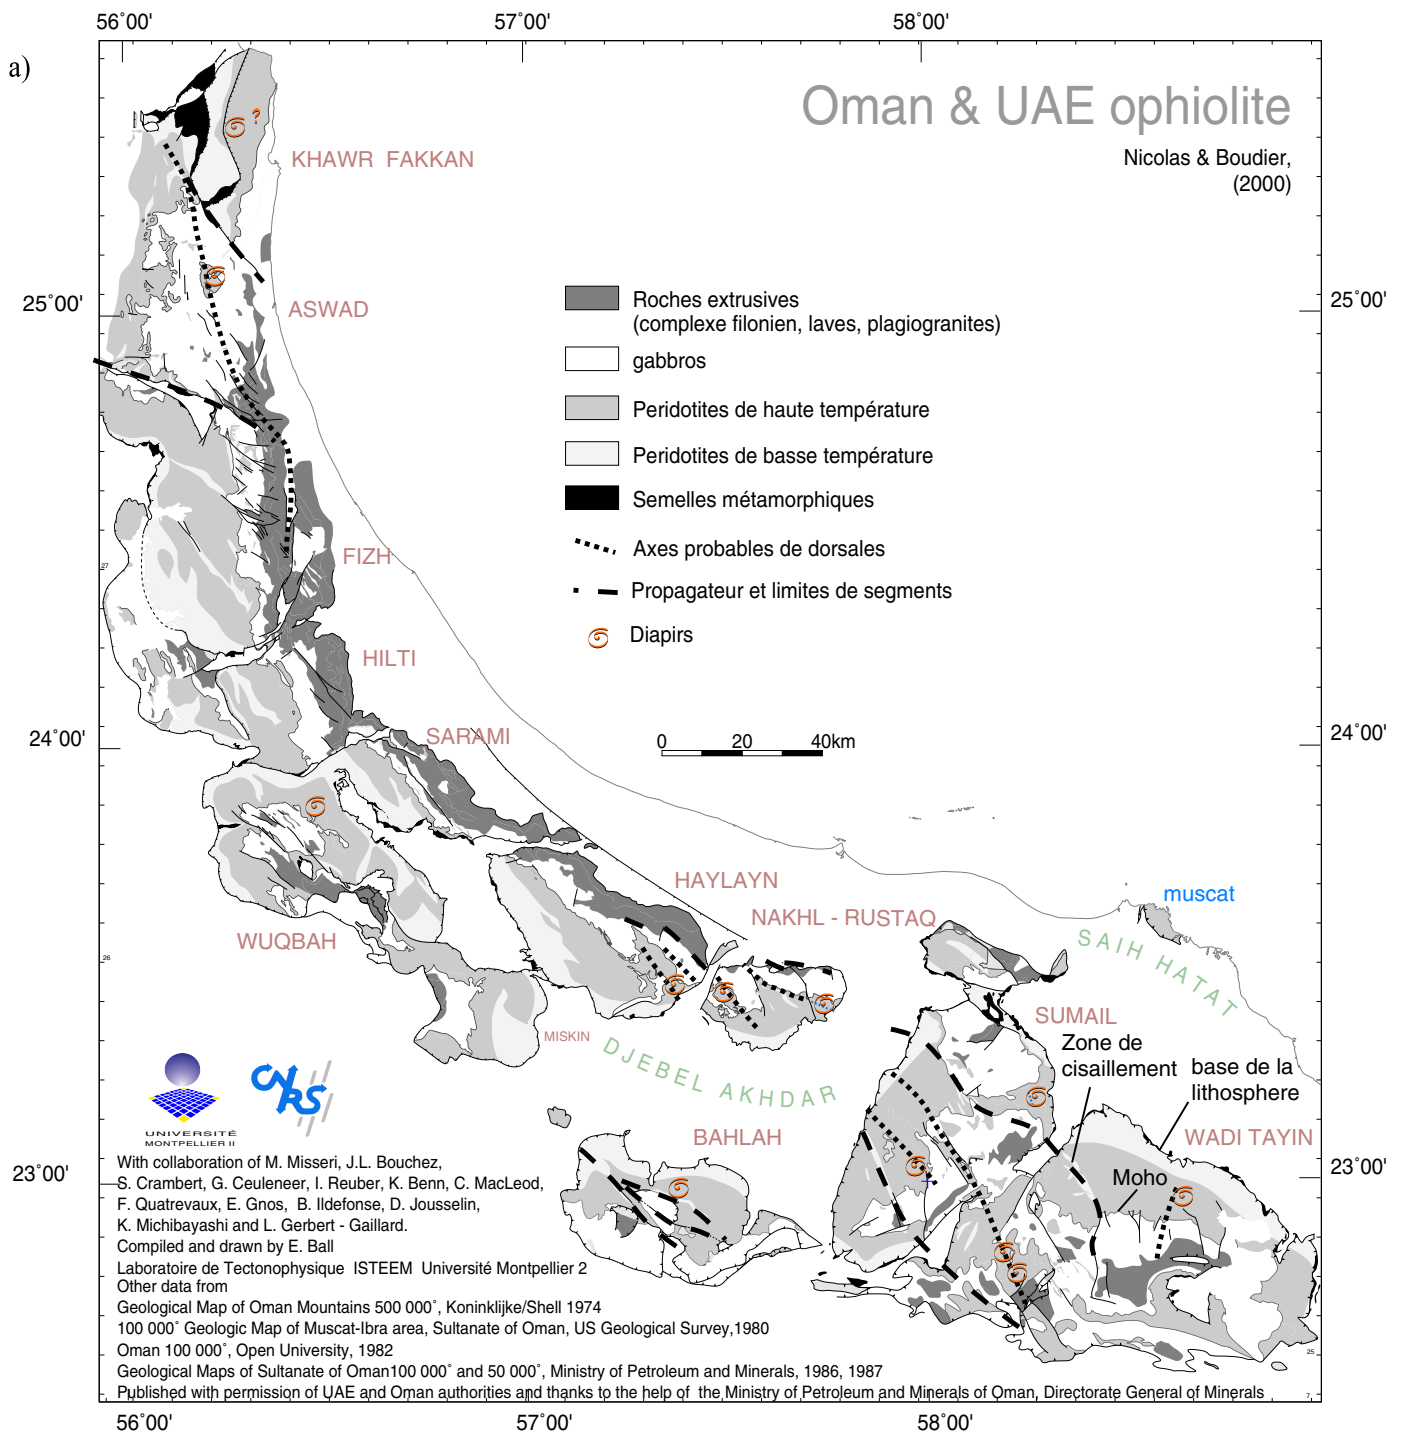 56°00'
57°00'
58°00'
a)
Oman & UAE ophiolite
Nicolas & Boudier,
(2000)
?
KHAWR FAKKAN
25°00'
25°00'
ASWAD
Roches extrusives
(complexe filonien, laves, plagiogranites)
gabbros
Peridotites de haute température
Peridotites de basse température
Semelles métamorphiques
Axes probables de dorsales
Propagateur et limites de segments
Diapirs
FIZH
27
HILTI
SARAMI
24°00'
24°00'
0 20 40km
HAYLAYN
NAKHL - RUSTAQ
muscat
WUQBAH
SAIH HATAT
26
MISKIN
DJEBEL AKHDAR
SUMAIL
Zone de
cisaillement
base de la
lithosphere
CNRS
UNIVERSITÉ
MONTPELLIER II
BAHLAH
WADI TAYIN
Moho
23°00'
23°00'
With collaboration of M. Misseri, J.L. Bouchez,
S. Crambert, G. Ceuleneer, I. Reuber, K. Benn, C. MacLeod,
F. Quatrevaux, E. Gnos, B. Ildefonse, D. Jousselin,
K. Michibayashi and L. Gerbert - Gaillard.
Compiled and drawn by E. Ball
Laboratoire de Tectonophysique ISTEEM Université Montpellier 2
Other data from
Geological Map of Oman Mountains 500 000°, Koninklijke/Shell 1974
100 000° Geologic Map of Muscat-Ibra area, Sultanate of Oman, US Geological Survey,1980
Oman 100 000°, Open University, 1982
25
Geological Maps of Sultanate of Oman100 000° and 50 000°, Ministry of Petroleum and Minerals, 1986, 1987
Published with permission of UAE and Oman authorities and thanks to the help of the Ministry of Petroleum and Minerals of Oman, Directorate General of Minerals
7
56°00'
57°00'
58°00'